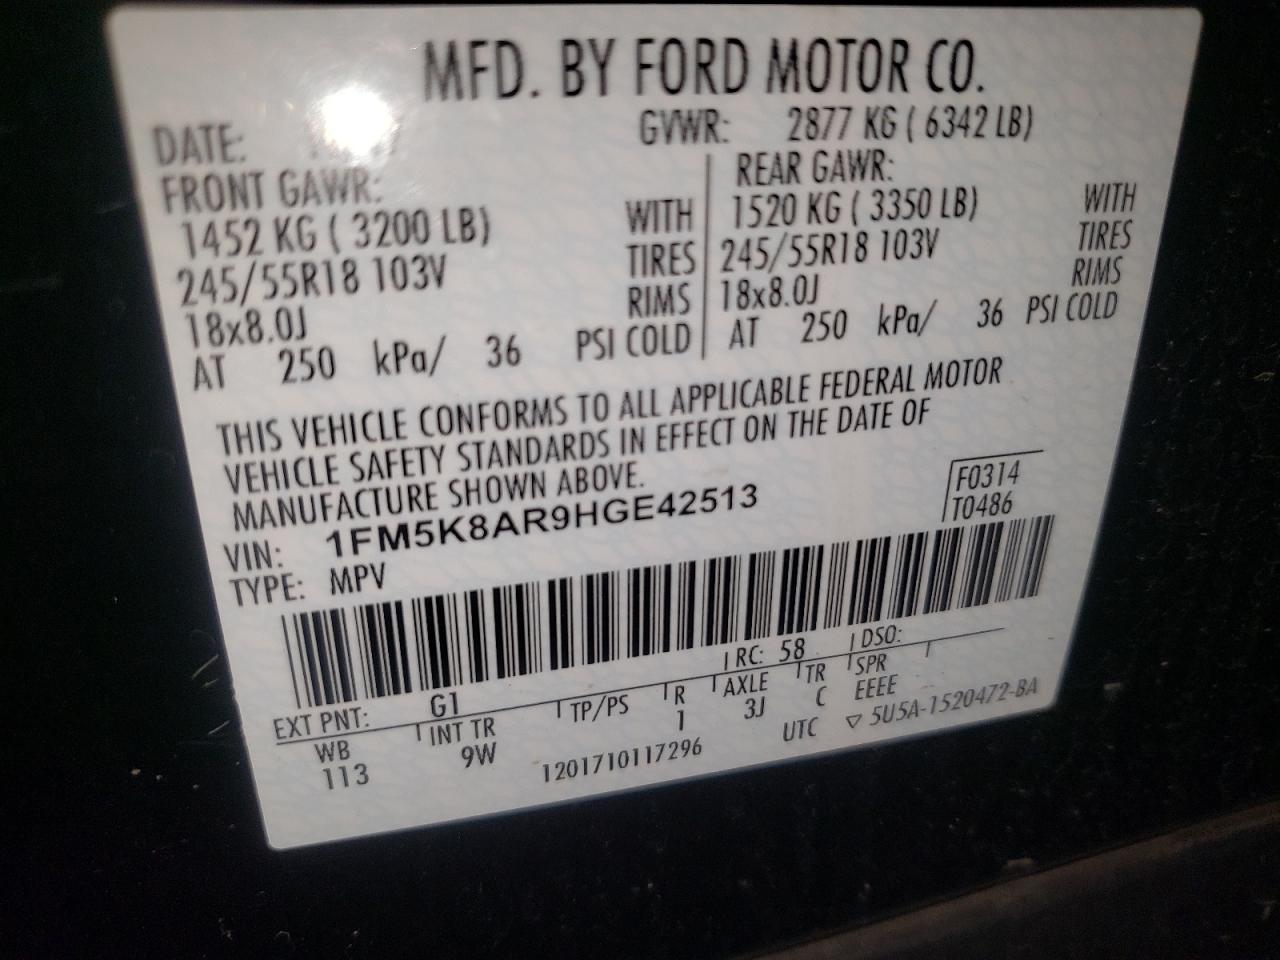 MFD. BY FORD MOTOR CO.
DATE:
GVWR: 2877 KG ( 6342 LB)
FRONT GAWR:
1452 KG ( 3200 LB) WITH
245/55R18 103V TIRES
18x8.0J RIMS
AT 250 kPa/ 36 PSI COLD
REAR GAWR:
1520 KG ( 3350 LB) WITH
245/55R18 103V TIRES
18x8.0J RIMS
AT 250 kPa/ 36 PSI COLD
THIS VEHICLE CONFORMS TO ALL APPLICABLE FEDERAL MOTOR
VEHICLE SAFETY STANDARDS IN EFFECT ON THE DATE OF
MANUFACTURE SHOWN ABOVE.
VIN: 1FM5K8AR9HGE42513
TYPE: MPV
F0314
T0486
EXT PNT: G1 RC: 58 DSO:
WB INT TR TP/PS R AXLE TR SPR
113 9W 1 3J C EEEE
1201710117296 UTC ▽ 5U5A-1520472-BA